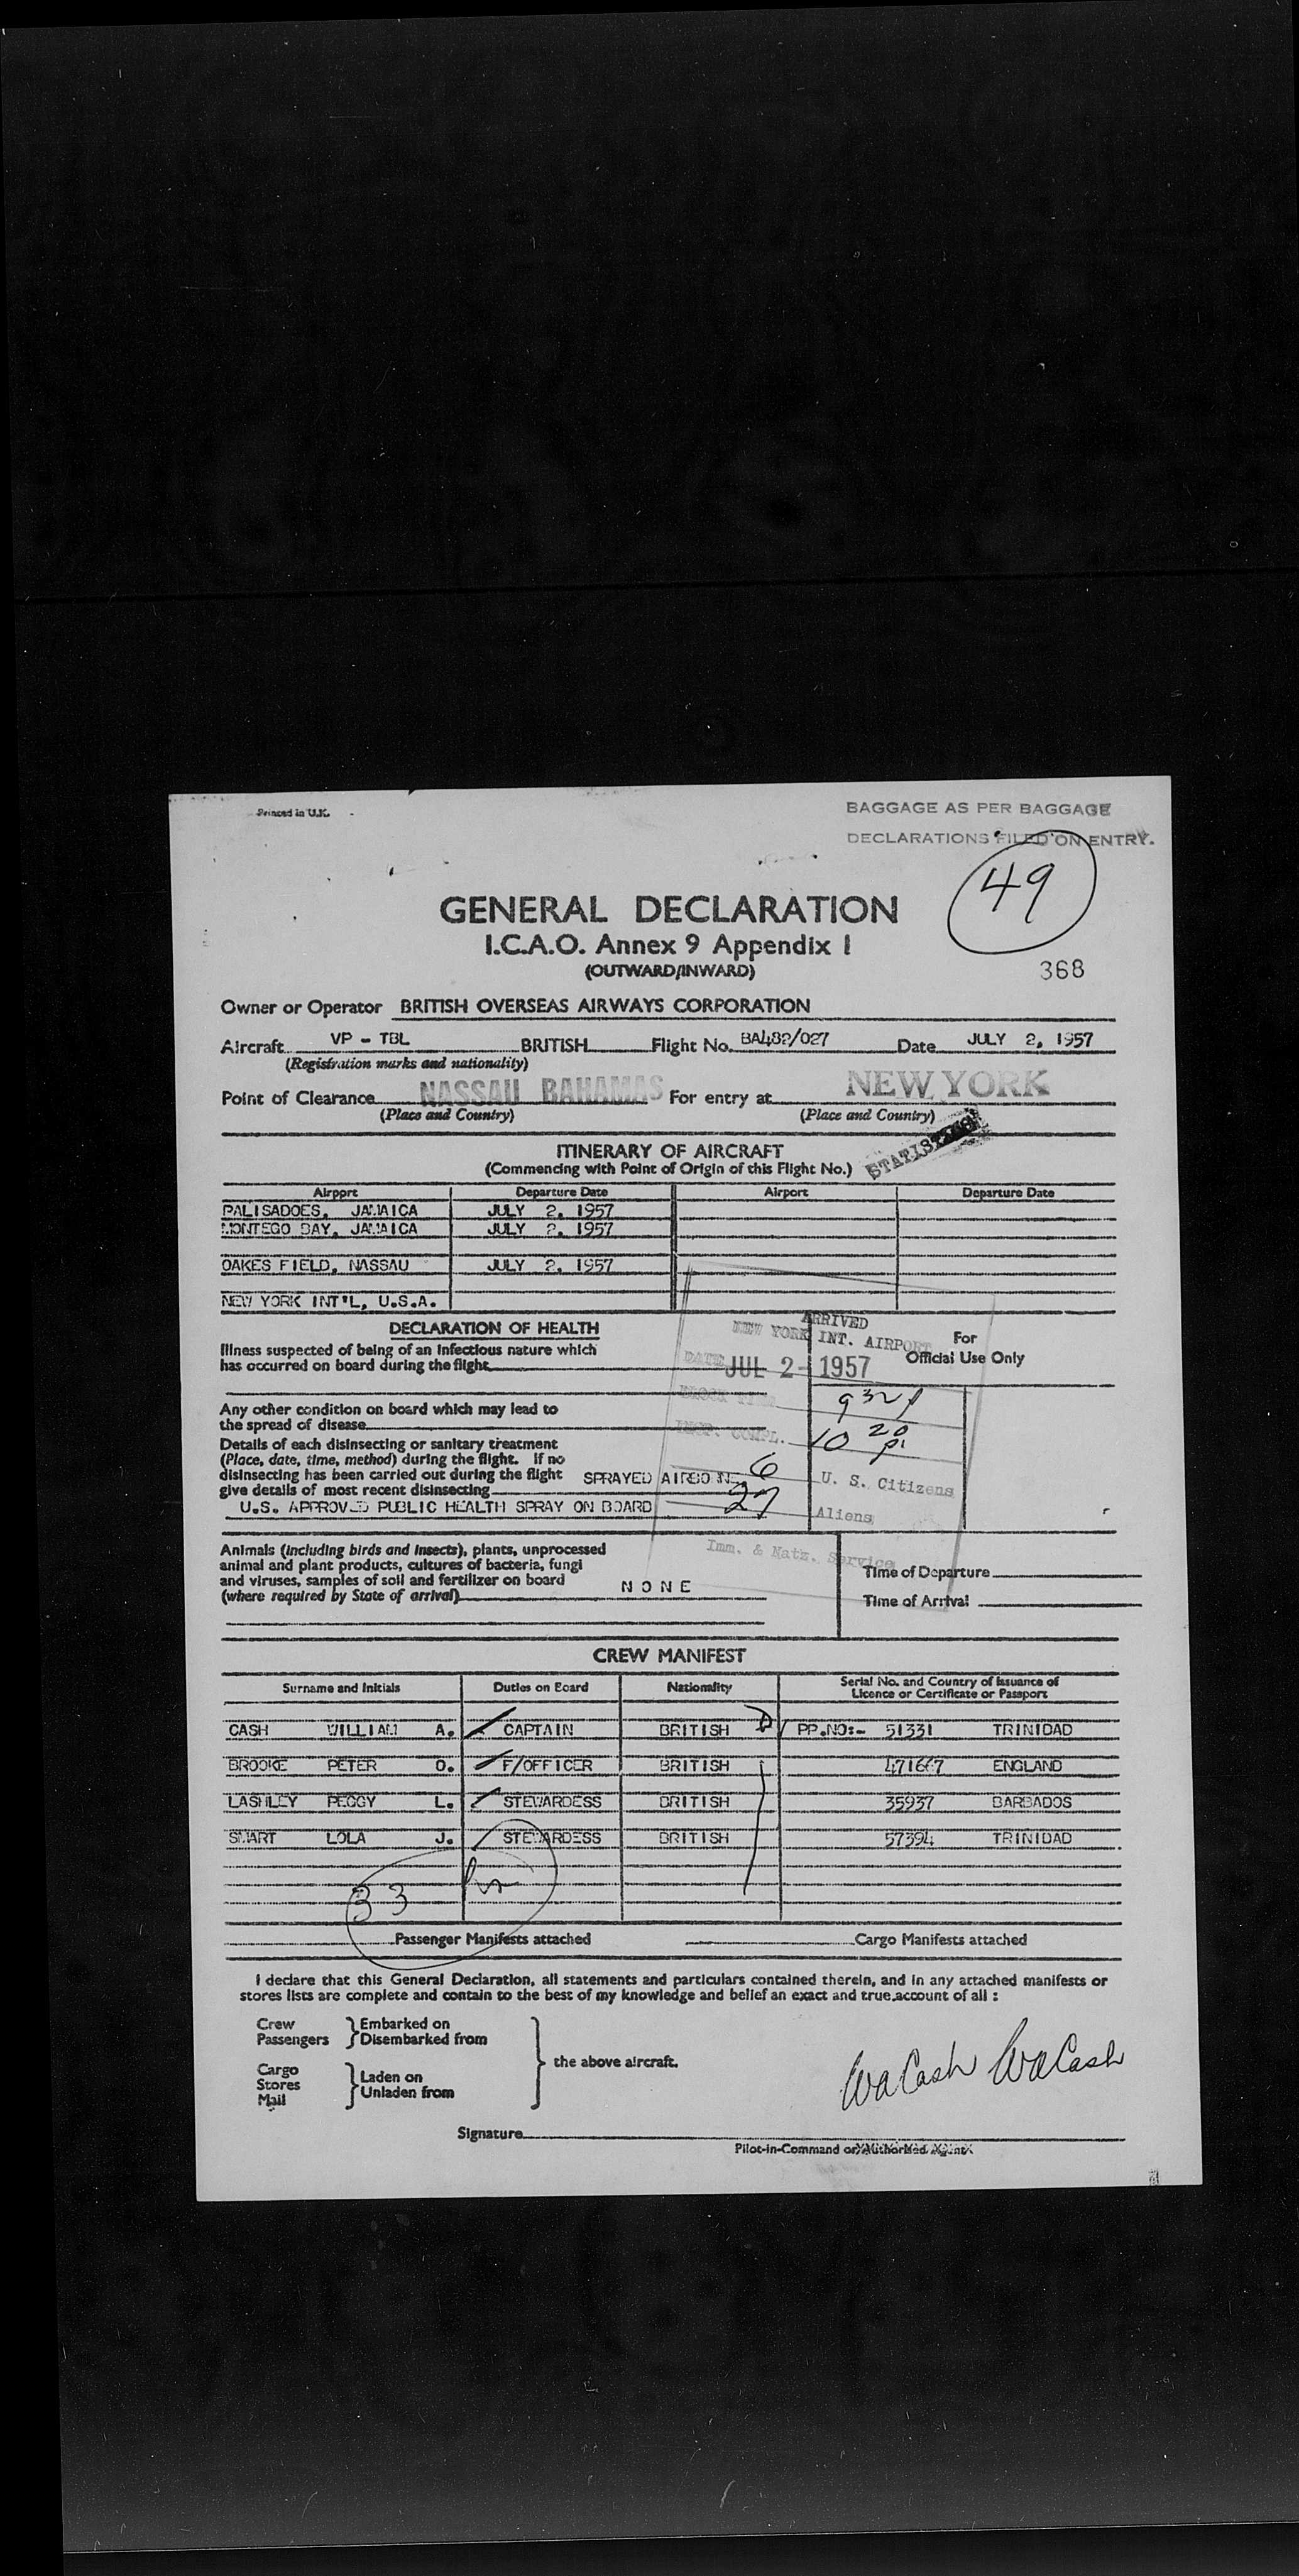 Printed in U.K.
BAGGAGE AS PER BAGGAGE
DECLARATIONS FILED ON ENTRY.
49
GENERAL DECLARATION
I.C.A.O. Annex 9 Appendix I
(OUTWARD/INWARD)
368
Owner or Operator BRITISH OVERSEAS AIRWAYS CORPORATION
Aircraft VP - TBL BRITISH Flight No. BA482/027 Date JULY 2, 1957
(Registration marks and nationality)
Point of Clearance NASSAU BAHAMAS For entry at NEW YORK
(Place and Country) (Place and Country)
STATISTICS
ITINERARY OF AIRCRAFT
(Commencing with Point of Origin of this Flight No.)
Airport Departure Date Airport Departure Date
PALISADOES, JAMAICA JULY 2, 1957
MONTEGO BAY, JAMAICA JULY 2, 1957
OAKES FIELD, NASSAU JULY 2, 1957
NEW YORK INT'L, U.S.A.
DECLARATION OF HEALTH
ARRIVED
NEW YORK INT. AIRPORT
For
Official Use Only
Illness suspected of being of an infectious nature which
has occurred on board during the flight
DATE JUL 2 - 1957
BLOCK TIME 9 32 P
Any other condition on board which may lead to
the spread of disease
INSP. COMPL. 10 20
Details of each disinsecting or sanitary treatment
(Place, date, time, method) during the flight. If no
disinsecting has been carried out during the flight SPRAYED AIRBORNE
give details of most recent disinsecting
6 U. S. Citizens
U.S. APPROVED PUBLIC HEALTH SPRAY ON BOARD
27 Aliens
Imm. & Natz. Service
Animals (including birds and insects), plants, unprocessed
animal and plant products, cultures of bacteria, fungi
and viruses, samples of soil and fertilizer on board NONE
(where required by State of arrival)
Time of Departure
Time of Arrival
CREW MANIFEST
Surname and Initials Duties on Board Nationality Serial No. and Country of Issuance of
Licence or Certificate or Passport
CASH WILLIAM A. CAPTAIN BRITISH PP.NO:- 51331 TRINIDAD
BROOKE PETER O. F/OFFICER BRITISH 471667 ENGLAND
LASHLEY PEGGY L. STEWARDESS BRITISH 35937 BARBADOS
SMART LOLA J. STEWARDESS BRITISH 57394 TRINIDAD
33
Passenger Manifests attached Cargo Manifests attached
I declare that this General Declaration, all statements and particulars contained therein, and in any attached manifests or
stores lists are complete and contain to the best of my knowledge and belief an exact and true account of all :
Crew Embarked on
Passengers Disembarked from
the above aircraft.
Cargo
Stores Laden on
Mail Unladen from
WACash WACash
Signature
Pilot-in-Command or Authorised Agent